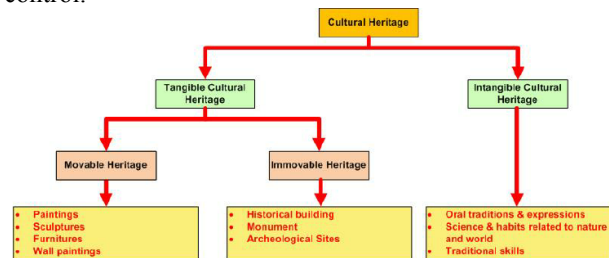 control.
Cultural Heritage
Tangible Cultural
Heritage
Intangible Cultural
Heritage
Movable Heritage
Immovable Heritage
• Paintings
• Sculptures
• Furnitures
• Wall paintings
• Historical building
• Monument
• Archeological Sites
• Oral traditions & expressions
• Science & habits related to nature
and world
• Traditional skills